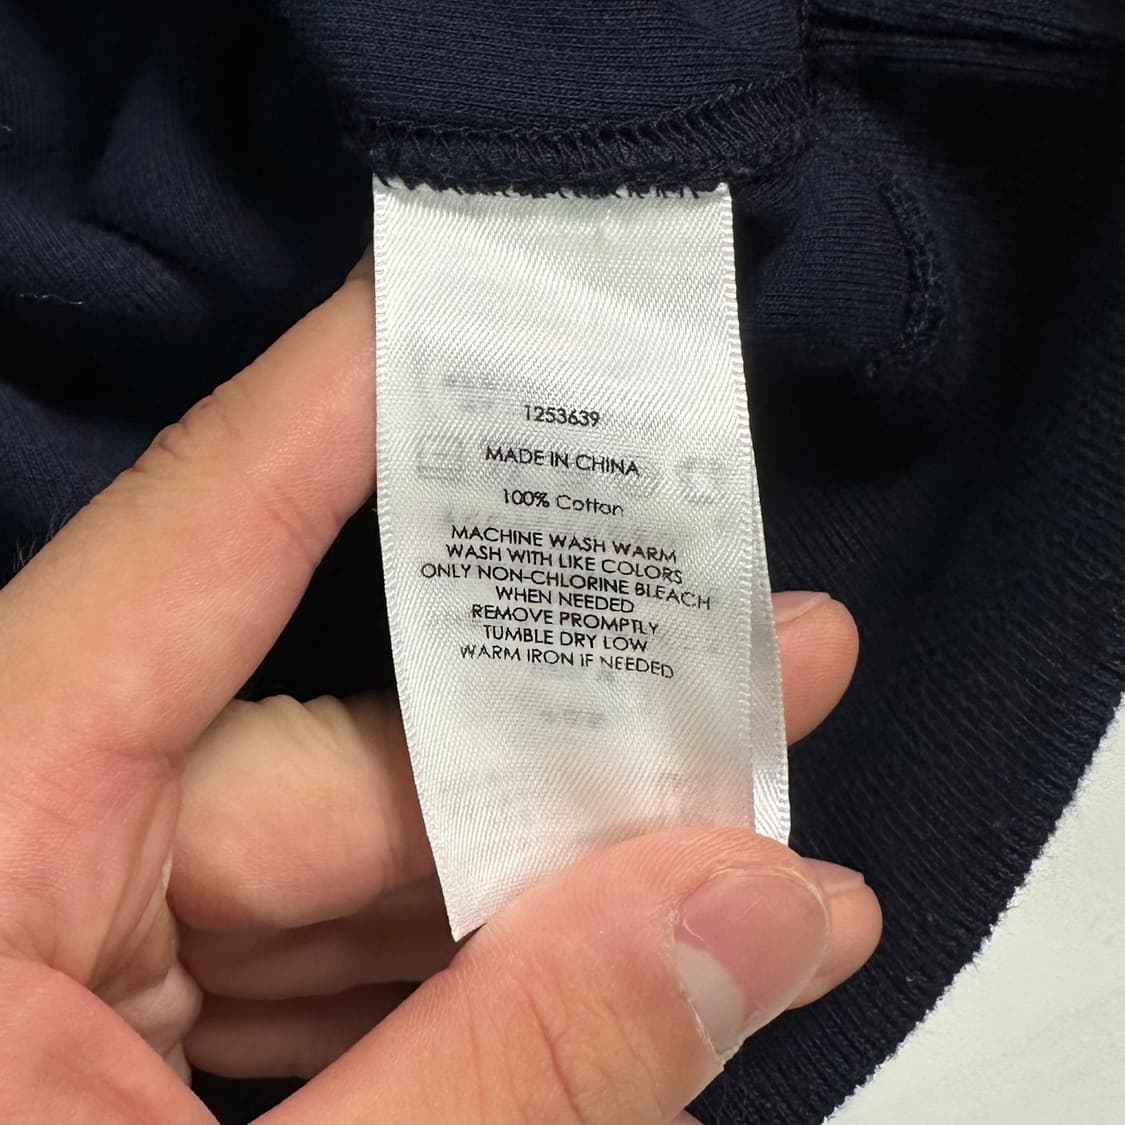 1253639
MADE IN CHINA
100% Cotton
MACHINE WASH WARM
WASH WITH LIKE COLORS
ONLY NON-CHLORINE BLEACH
WHEN NEEDED
REMOVE PROMPTLY
TUMBLE DRY LOW
WARM IRON IF NEEDED